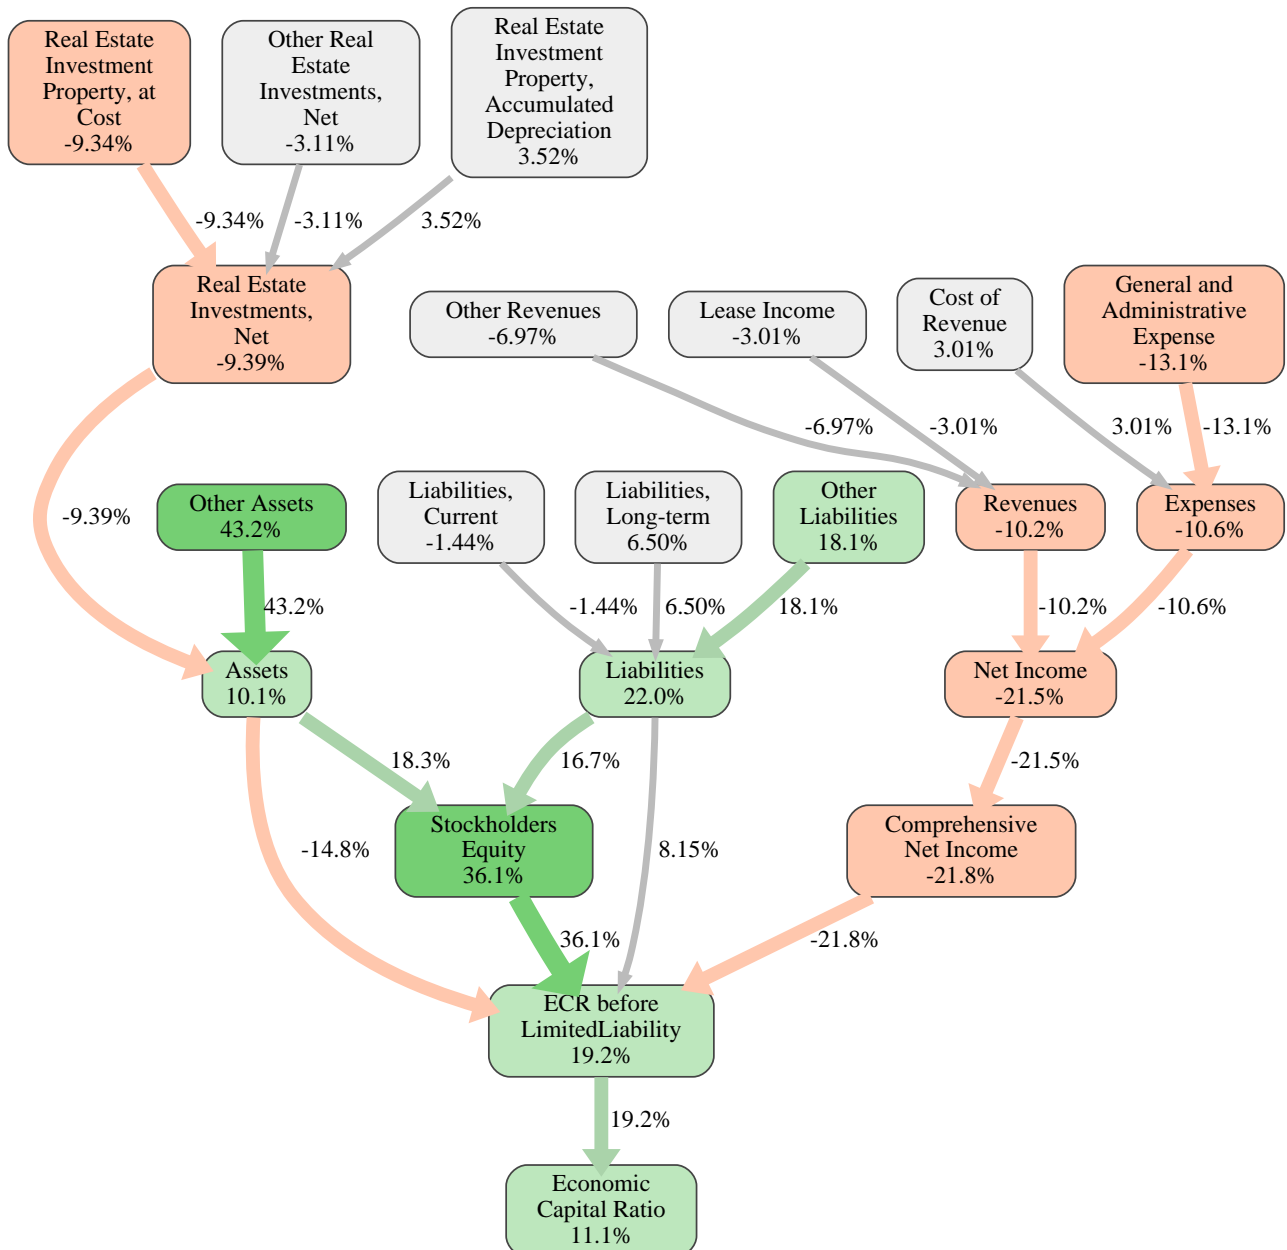 Real Estate
Investment
Property, at
Cost
-9.34%
Other Real
Estate
Investments,
Net
-3.11%
Real Estate
Investment
Property,
Accumulated
Depreciation
3.52%
-9.34%
-3.11%
3.52%
Real Estate
Investments,
Net
-9.39%
Other Revenues
-6.97%
Lease Income
-3.01%
Cost of
Revenue
3.01%
General and
Administrative
Expense
-13.1%
-6.97%
-3.01%
3.01%
-13.1%
-9.39%
Other Assets
43.2%
Liabilities,
Current
-1.44%
Liabilities,
Long-term
6.50%
Other
Liabilities
18.1%
Revenues
-10.2%
Expenses
-10.6%
43.2%
-1.44%
6.50%
18.1%
-10.2%
-10.6%
Assets
10.1%
Liabilities
22.0%
Net Income
-21.5%
18.3%
16.7%
-21.5%
-14.8%
Stockholders
Equity
36.1%
8.15%
Comprehensive
Net Income
-21.8%
36.1%
-21.8%
ECR before
LimitedLiability
19.2%
19.2%
Economic
Capital Ratio
11.1%